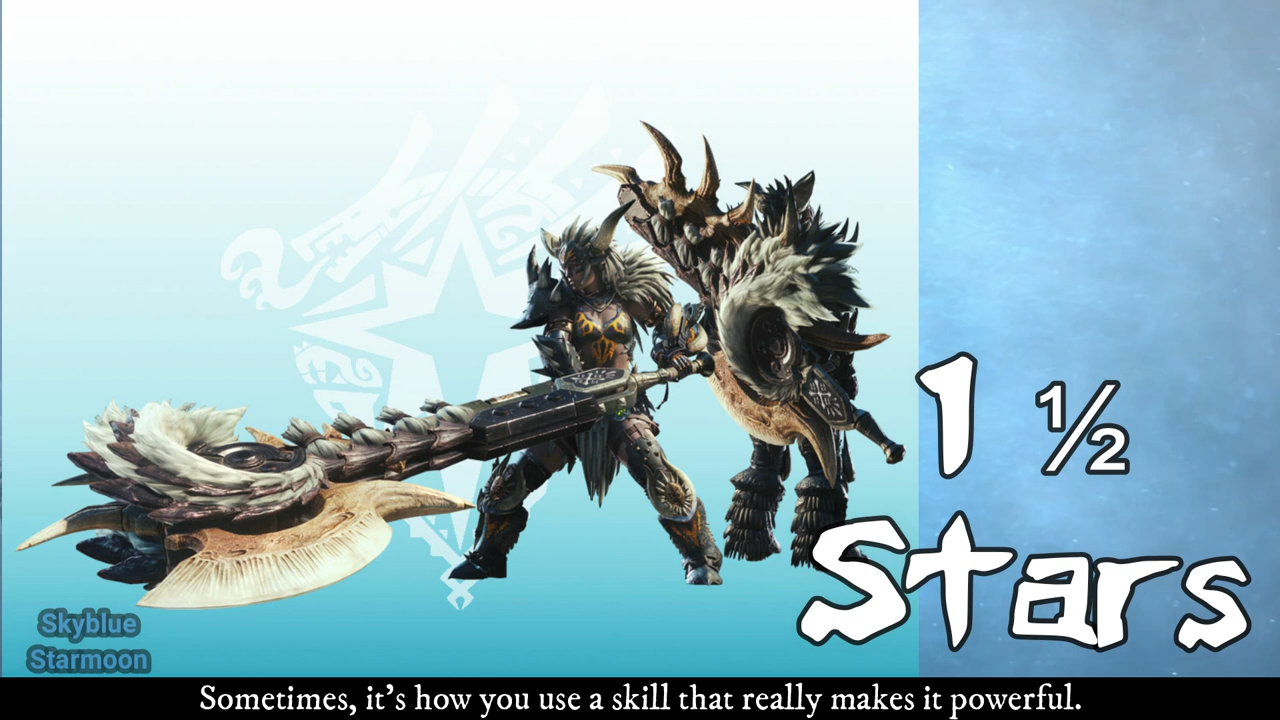 1 ½
Stars
Skyblue
Starmoon
Sometimes, it's how you use a skill that really makes it powerful.